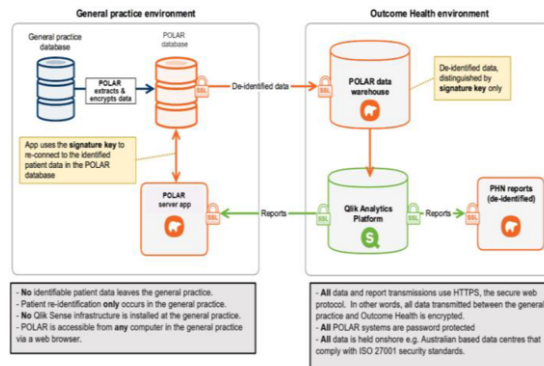 General practice environment
General practice
database
POLAR
database
POLAR
extracts &
encrypts data
SSL
De-identified data
App uses the signature key to
re-connect to the identified
patient data in the POLAR
database
POLAR
server app
SSL
Reports
Outcome Health environment
SSL
POLAR data
warehouse
De-identified data,
distinguished by
signature key only
SSL
Qlik Analytics
Platform
SSL
Reports
SSL
PHN reports
(de-identified)
- No identifiable patient data leaves the general practice.
- Patient re-identification only occurs in the general practice.
- No Qlik Sense infrastructure is installed at the general practice.
- POLAR is accessible from any computer in the general practice
via a web browser.
- All data and report transmissions use HTTPS, the secure web
protocol. In other words, all data transmitted between the general
practice and Outcome Health is encrypted.
- All POLAR systems are password protected
- All data is held onshore e.g. Australian based data centres that
comply with ISO 27001 security standards.